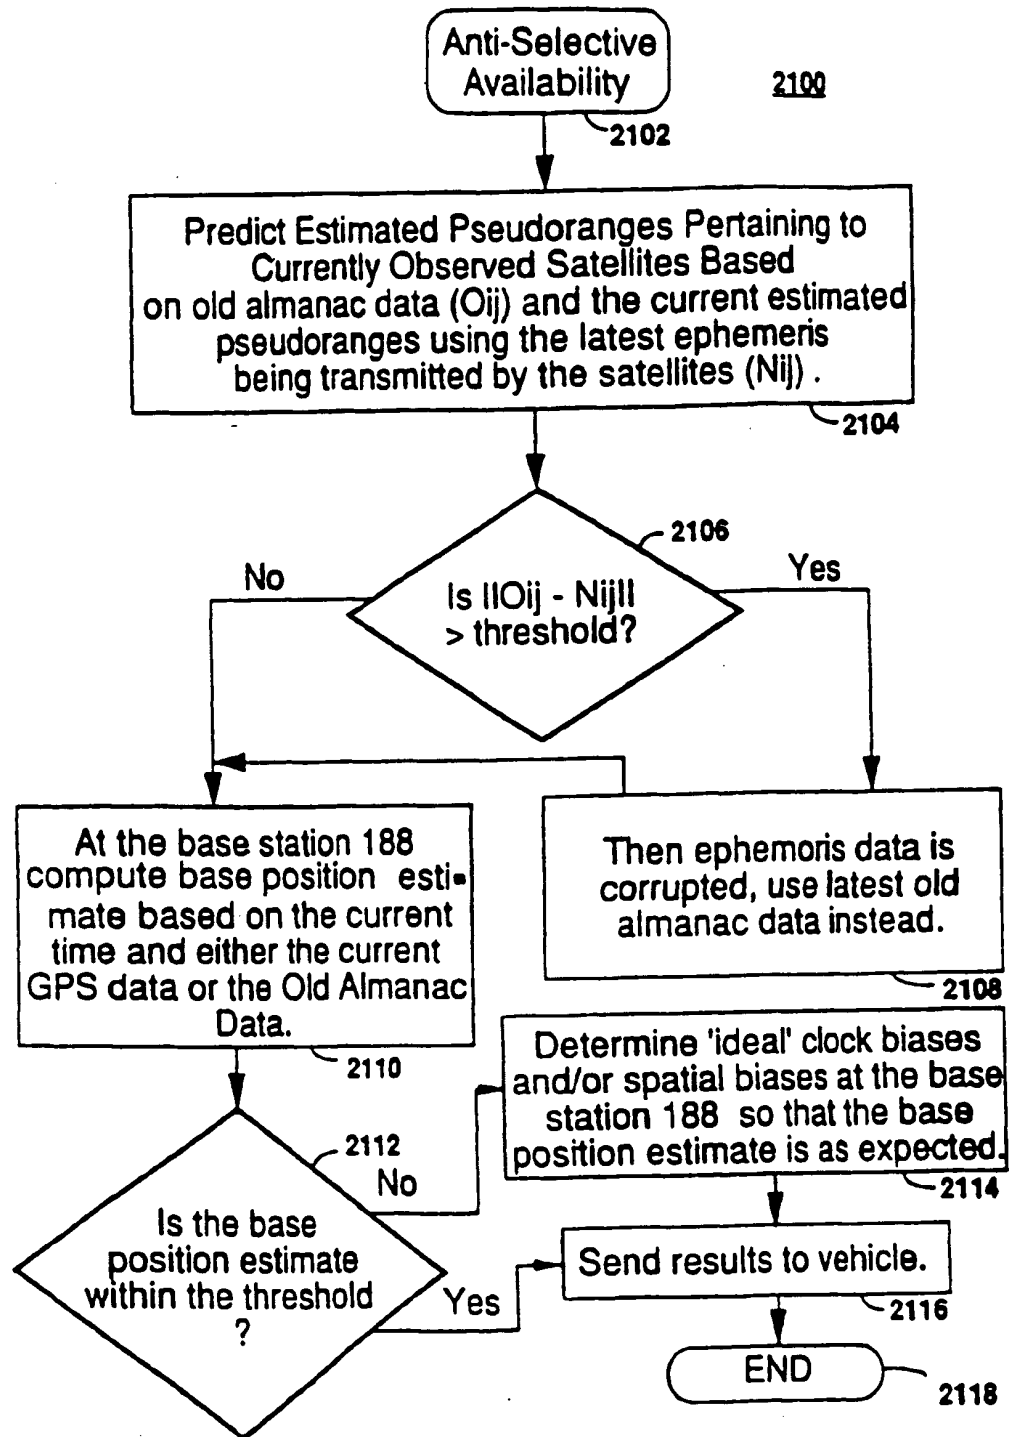 Anti-Selective
Availability
2100
2102
Predict Estimated Pseudoranges Pertaining to
Currently Observed Satellites Based
on old almanac data (Oij) and the current estimated
pseudoranges using the latest ephemeris
being transmitted by the satellites (Nij) .
2104
2106
No
Yes
Is IIOij - NijII
> threshold?
At the base station 188
compute base position esti-
mate based on the current
time and either the current
GPS data or the Old Almanac
Data.
2110
Then ephemoris data is
corrupted, use latest old
almanac data instead.
2108
Determine 'ideal' clock biases
and/or spatial biases at the base
station 188 so that the base
position estimate is as expected.
2114
2112
No
Is the base
position estimate
within the threshold
?
Yes
Send results to vehicle.
2116
END
2118